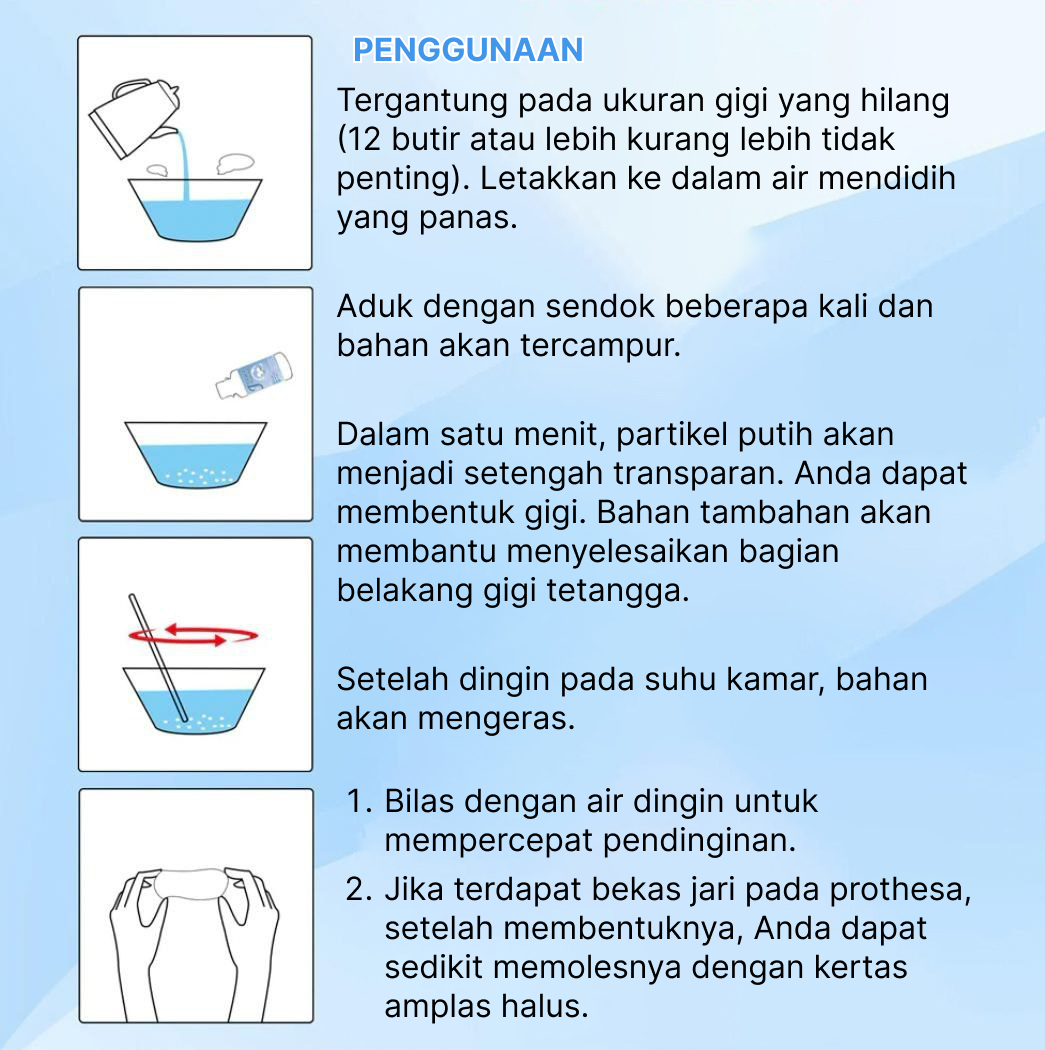 PENGGUNAAN
Tergantung pada ukuran gigi yang hilang
(12 butir atau lebih kurang lebih tidak
penting). Letakkan ke dalam air mendidih
yang panas.
Aduk dengan sendok beberapa kali dan
bahan akan tercampur.
Dalam satu menit, partikel putih akan
menjadi setengah transparan. Anda dapat
membentuk gigi. Bahan tambahan akan
membantu menyelesaikan bagian
belakang gigi tetangga.
Setelah dingin pada suhu kamar, bahan
akan mengeras.
1. Bilas dengan air dingin untuk
mempercepat pendinginan.
2. Jika terdapat bekas jari pada prothesa,
setelah membentuknya, Anda dapat
sedikit memolesnya dengan kertas
amplas halus.